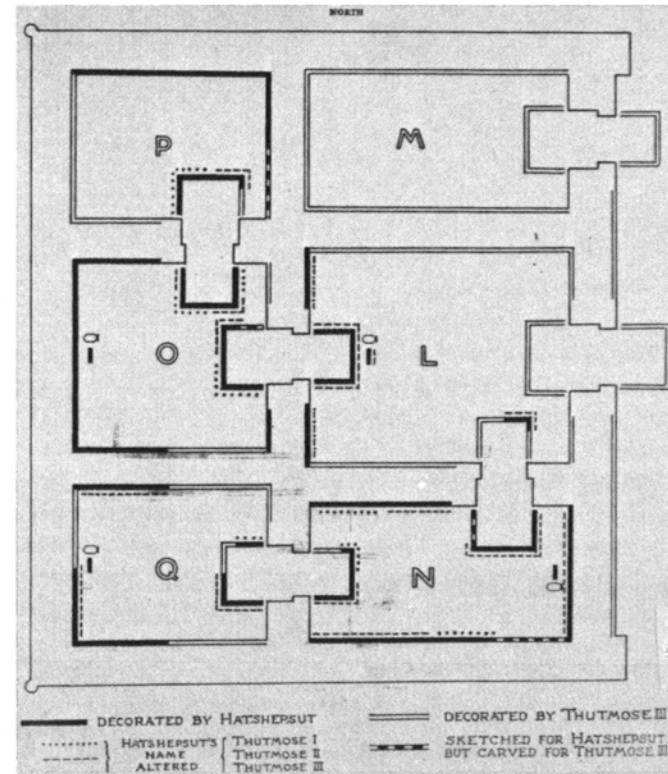 NORTH
P
M
O
L
Q
N
DECORATED BY HATSHEPSUT
DECORATED BY THUTMOSE III
HATSHEPSUT'S NAME ALTERED
THUTMOSE I
THUTMOSE II
THUTMOSE III
SKETCHED FOR HATSHEPSUT
BUT CARVED FOR THUTMOSE III